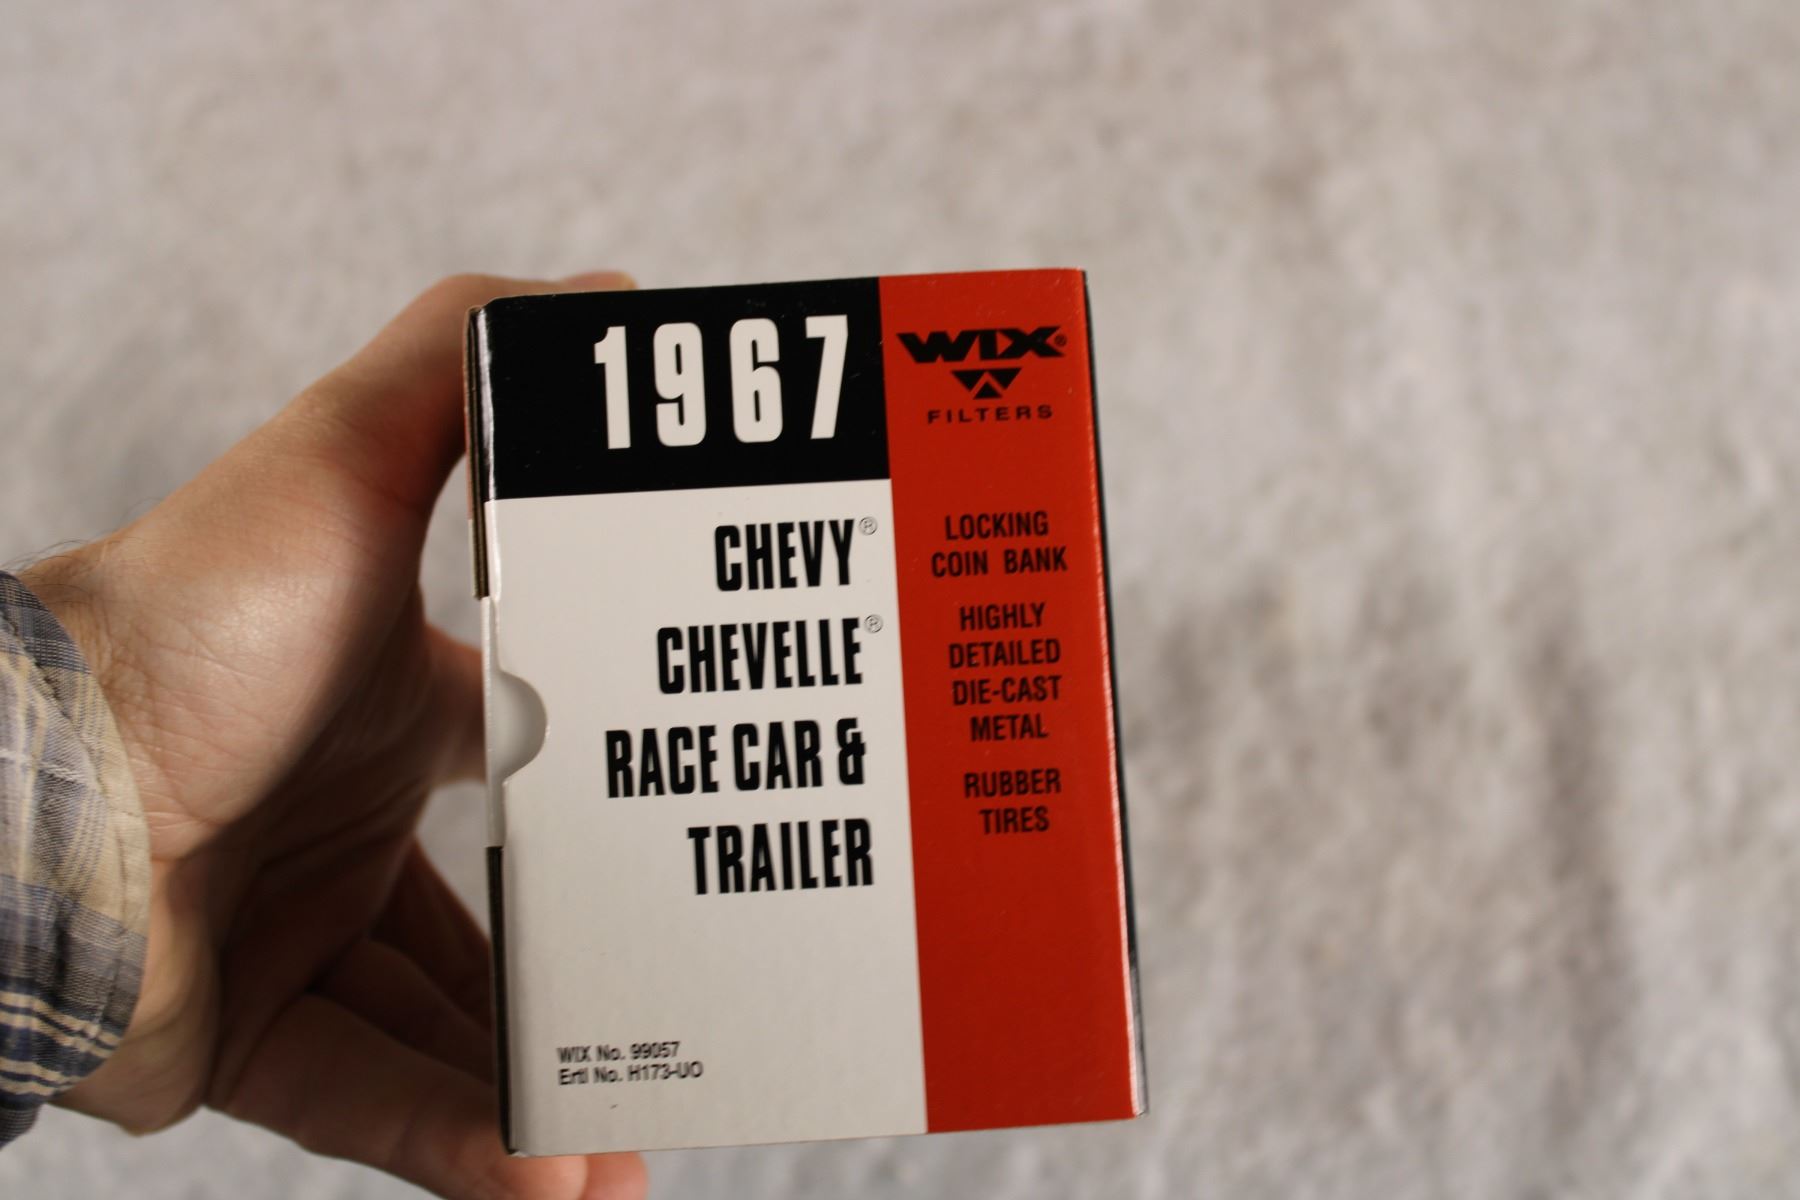 1967
CHEVY®
CHEVELLE®
RACE CAR &
TRAILER
WIX No. 99057
Ertl No. H173-UO
WIX®
FILTERS
LOCKING
COIN BANK
HIGHLY
DETAILED
DIE-CAST
METAL
RUBBER
TIRES